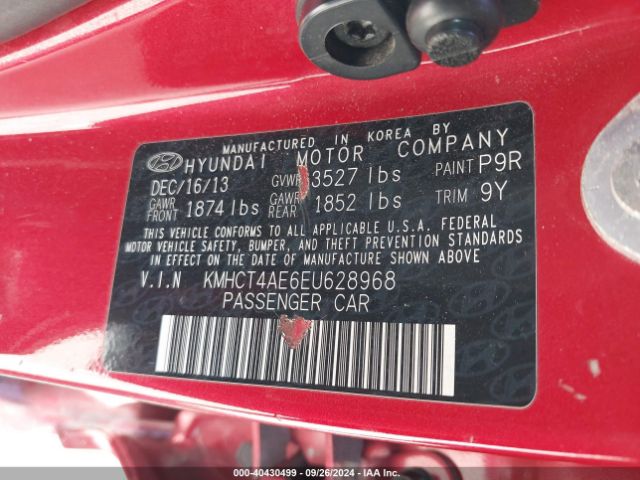 MANUFACTURED IN KOREA BY
HYUNDAI MOTOR COMPANY
DEC/16/13 GVWR 3527 lbs PAINT P9R
GAWR FRONT 1874 lbs GAWR REAR 1852 lbs TRIM 9Y
THIS VEHICLE CONFORMS TO ALL APPLICABLE U.S.A. FEDERAL
MOTOR VEHICLE SAFETY, BUMPER, AND THEFT PREVENTION STANDARDS
IN EFFECT ON THE DATE OF MANUFACTURE SHOWN ABOVE
V.I.N KMHCT4AE6EU628968
PASSENGER CAR
000-40430499 - 09/26/2024 - IAA Inc.